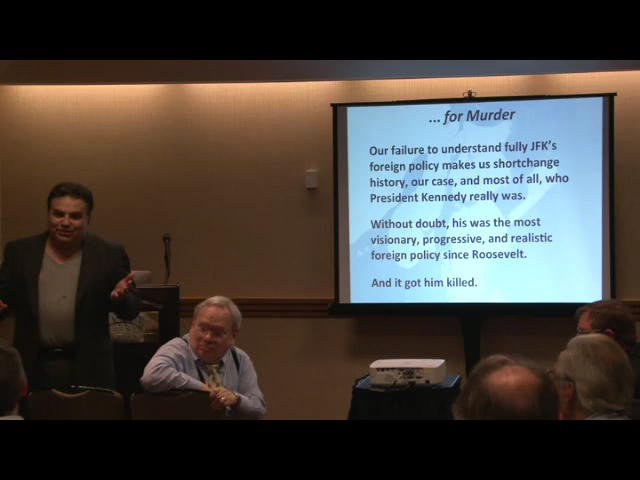 ... for Murder
Our failure to understand fully JFK's
foreign policy makes us shortchange
history, our case, and most of all, who
President Kennedy really was.
Without doubt, his was the most
visionary, progressive, and realistic
foreign policy since Roosevelt.
And it got him killed.